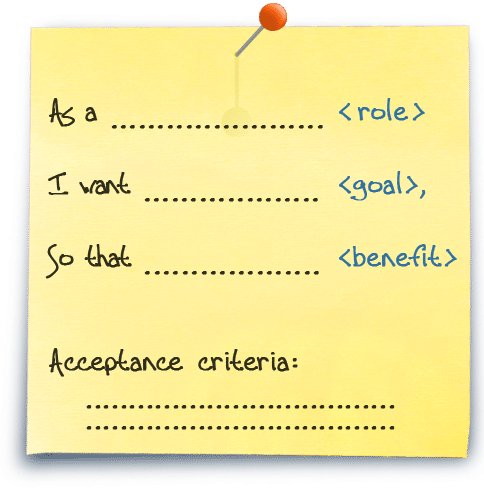 As a ........................ <role>
I want ................... <goal>,
So that ................... <benefit>
Acceptance criteria:
..................................
..................................